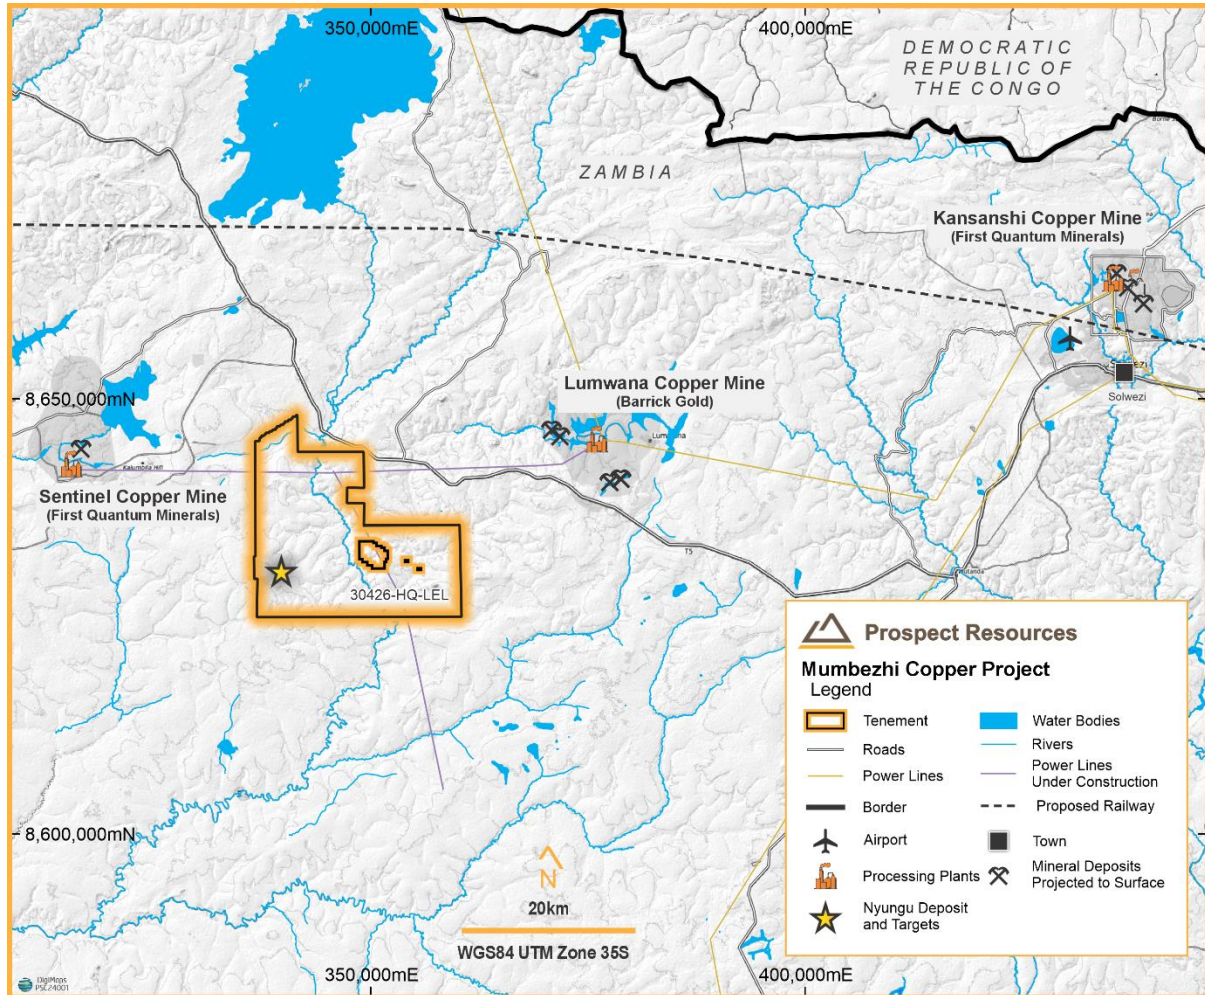 350,000mE
400,000mE
DEMOCRATIC
REPUBLIC OF
THE CONGO
ZAMBIA
Kansanshi Copper Mine
(First Quantum Minerals)
Solwezi
8,650,000mN
Lumwana Copper Mine
(Barrick Gold)
Kalumbila Hill
Sentinel Copper Mine
(First Quantum Minerals)
T5
30426-HQ-LEL
8,600,000mN
Prospect Resources
Mumbezhi Copper Project
Legend
Tenement
Water Bodies
Roads
Rivers
Power Lines
Power Lines
Under Construction
Border
Proposed Railway
Airport
Town
Processing Plants
Mineral Deposits
Projected to Surface
Nyungu Deposit
and Targets
N
20km
WGS84 UTM Zone 35S
350,000mE
400,000mE
DigiMaps
PSC24001